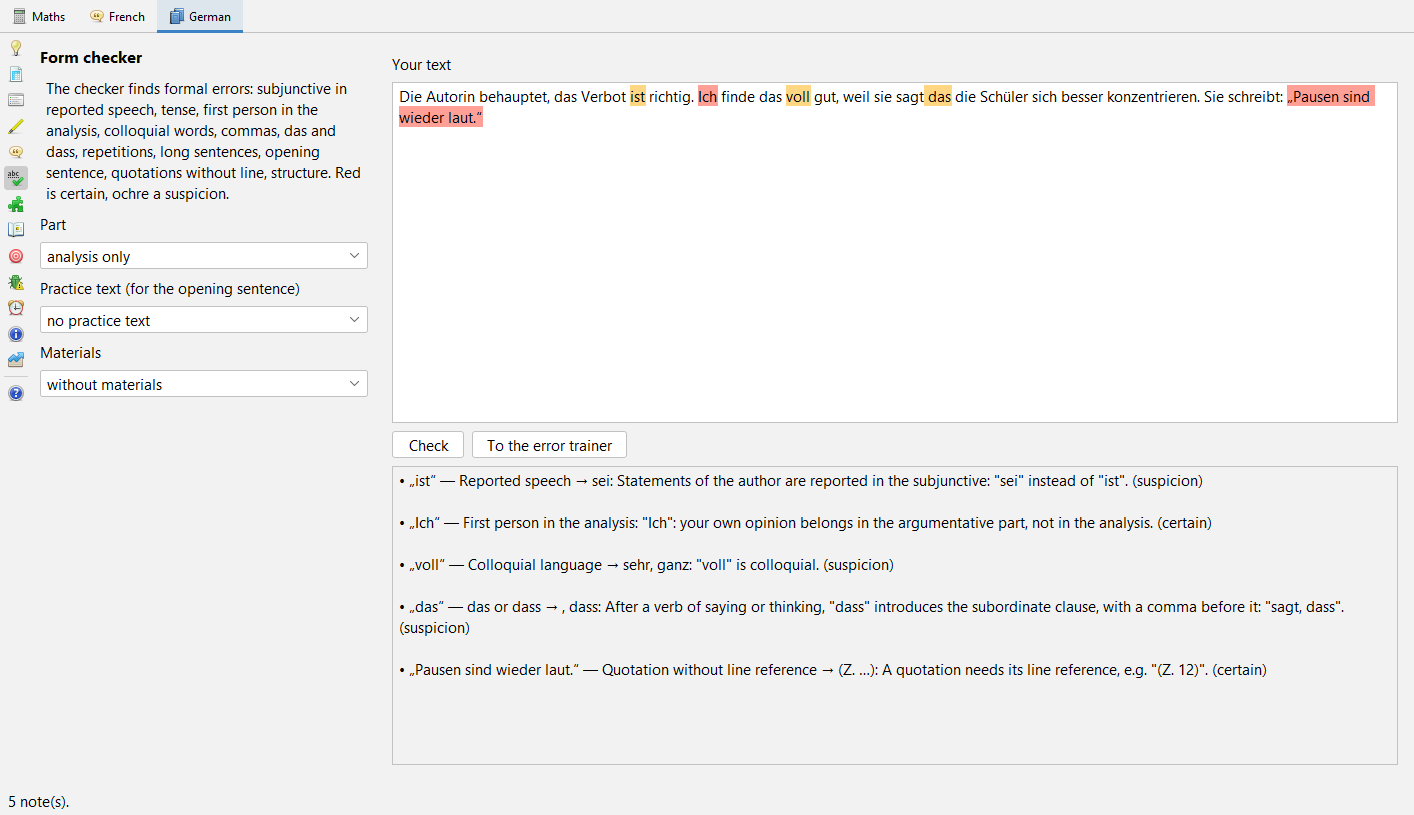 Maths French German
Form checker
The checker finds formal errors: subjunctive in
reported speech, tense, first person in the
analysis, colloquial words, commas, das and
dass, repetitions, long sentences, opening
sentence, quotations without line, structure. Red
is certain, ochre a suspicion.
Part
analysis only
Practice text (for the opening sentence)
no practice text
Materials
without materials
Your text
Die Autorin behauptet, das Verbot ist richtig. Ich finde das voll gut, weil sie sagt das die Schüler sich besser konzentrieren. Sie schreibt: „Pausen sind
wieder laut.“
Check To the error trainer
• „ist“ — Reported speech → sei: Statements of the author are reported in the subjunctive: "sei" instead of "ist". (suspicion)
• „Ich“ — First person in the analysis: "Ich": your own opinion belongs in the argumentative part, not in the analysis. (certain)
• „voll“ — Colloquial language → sehr, ganz: "voll" is colloquial. (suspicion)
• „das“ — das or dass → , dass: After a verb of saying or thinking, "dass" introduces the subordinate clause, with a comma before it: "sagt, dass".
(suspicion)
• „Pausen sind wieder laut.“ — Quotation without line reference → (Z. ...): A quotation needs its line reference, e.g. "(Z. 12)". (certain)
5 note(s).